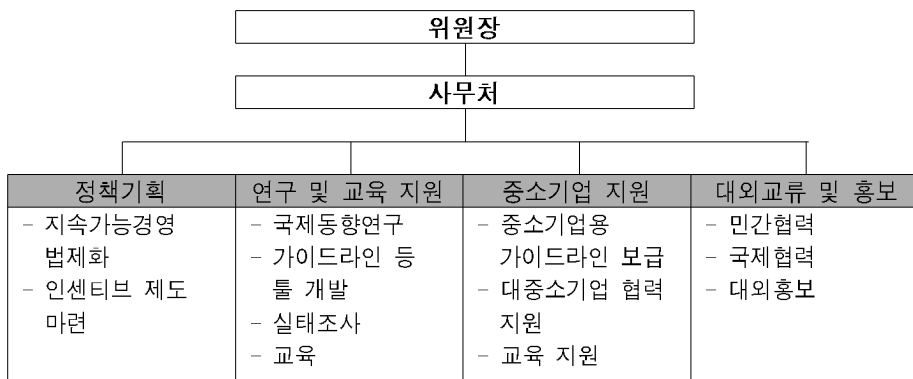 위원장
사무처
정책기획
- 지속가능경영
법제화
- 인센티브 제도
마련
연구 및 교육 지원
- 국제동향연구
- 가이드라인 등
툴 개발
- 실태조사
- 교육
중소기업 지원
- 중소기업용
가이드라인 보급
- 대중소기업 협력
지원
- 교육 지원
대외교류 및 홍보
- 민간협력
- 국제협력
- 대외홍보